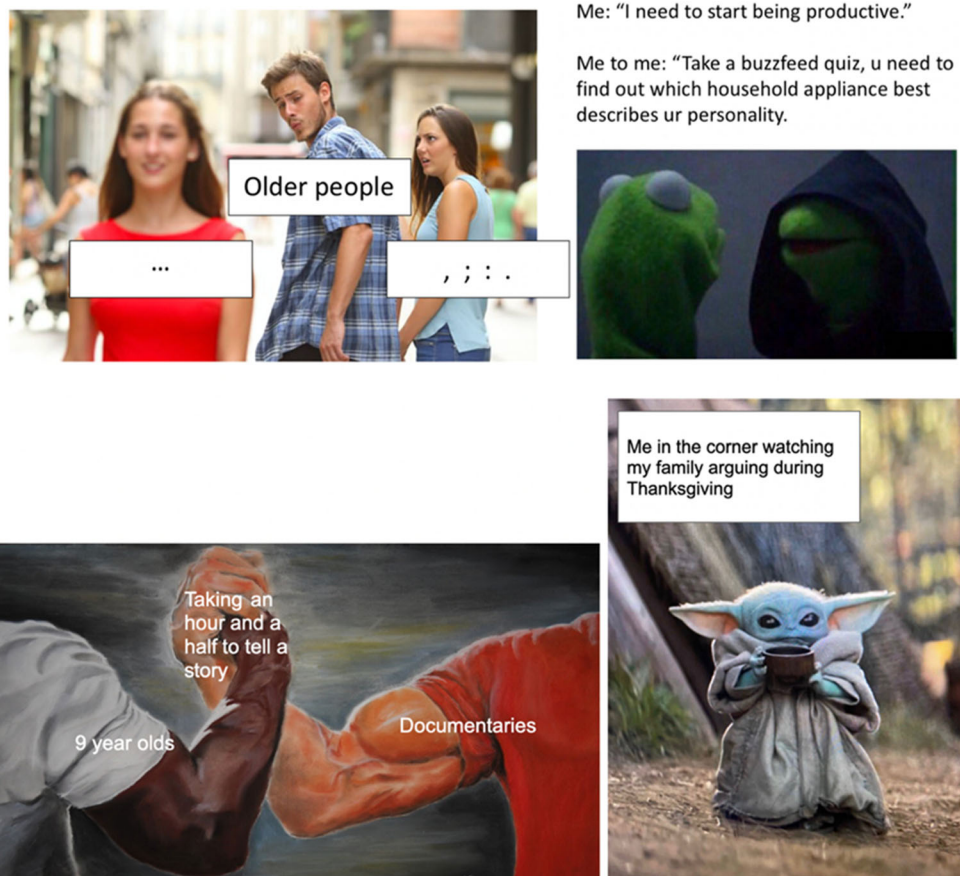 Older people
...
, ; : .
Me: “I need to start being productive.”
Me to me: “Take a buzzfeed quiz, u need to
find out which household appliance best
describes ur personality.
Taking an
hour and a
half to tell a
story
9 year olds
Documentaries
Me in the corner watching
my family arguing during
Thanksgiving